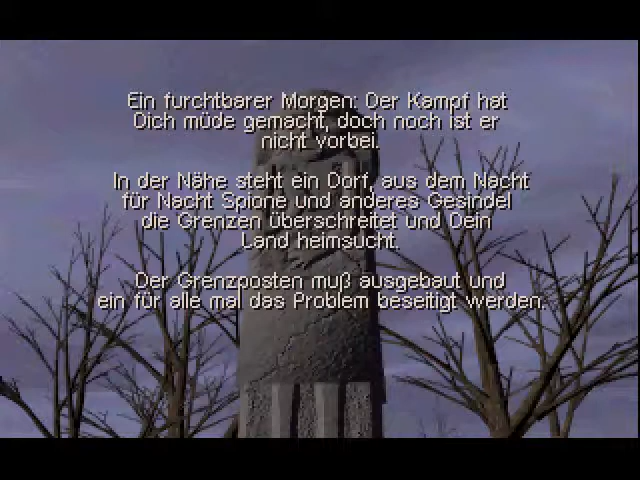 Ein furchtbarer Morgen: Der Kampf hat
Dich müde gemacht, doch noch ist er
nicht vorbei.
In der Nähe steht ein Dorf, aus dem Nacht
für Nacht Spione und anderes Gesindel
die Grenzen überschreitet und Dein
Land heimsucht.
Der Grenzposten muß ausgebaut und
ein für alle mal das Problem beseitigt werden.